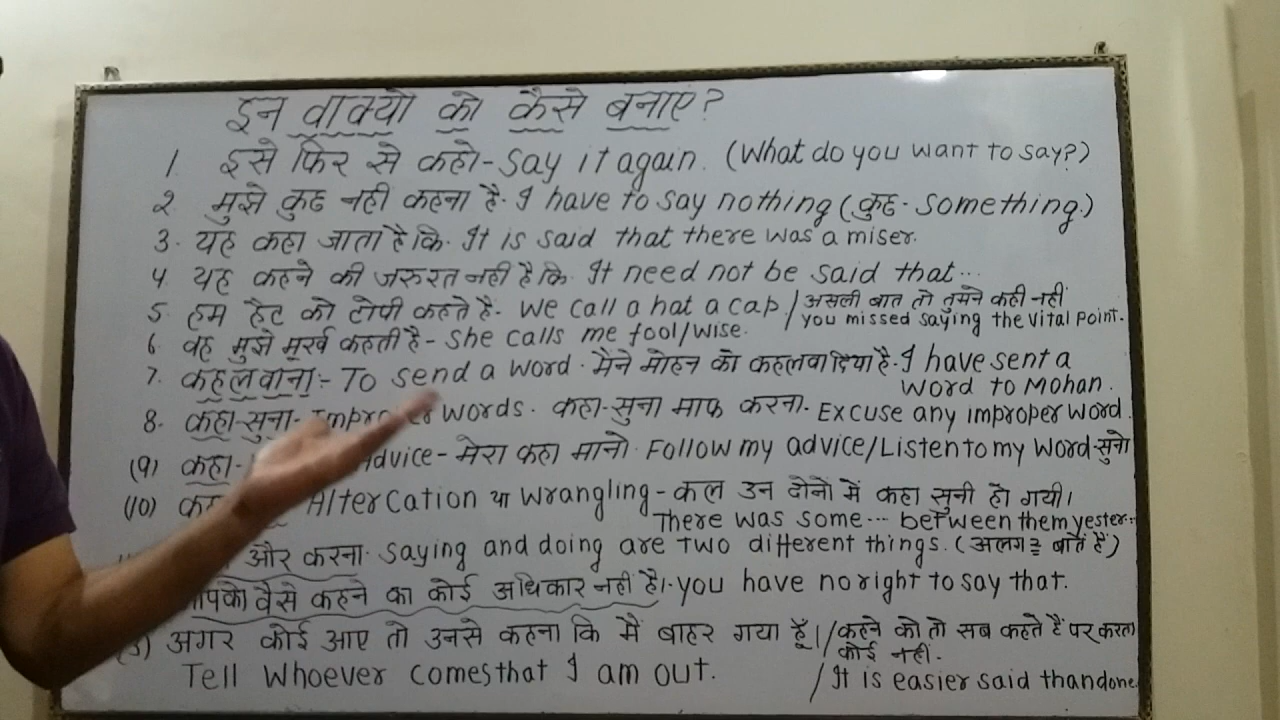 इन वाक्यो को कैसे बनाएं?
1. इसे फिर से कहो-Say it again. (What do you want to say?)
2. मुझे कुछ नही कहना है- I have to say nothing (कुछ- Something.)
3. यह कहा जाता है कि- It is said that there was a miser.
4 यह कहने की जरुरत नही है कि- It need not be said that...
5. हम हैट को टोपी कहते है- We call a hat a cap / असली बात तो तुमने कही नहीं
you missed saying the vital point.
6 वह मुझे मूर्ख कहती है- She calls me fool/wise.
7. कहलवाना:- To send a word. मैंने मोहन को कहलवा दिया है- I have sent a
word to Mohan.
8. कहा-सुना- Improper words. कहा-सुना माफ करना. Excuse any improper word.
(9) कहा- Advice- मेरा कहा मानो. Follow my advice/Listen to my word-सुनो
(10) Altercation या wrangling- कल उन दोनो में कहा सुनी हो गयी।
There was some... between them yester..
और करना- saying and doing are two different things. (अलग २ बातें हैं)
आपको वैसे कहने का कोई अधिकार नही है।- you have no right to say that.
अगर कोई आए तो उनसे कहना कि मैं बाहर गया हूँ। / कहने को तो सब कहते हैं पर करता
कोई नहीं-
Tell Whoever comes that I am out. / It is easier said than done.